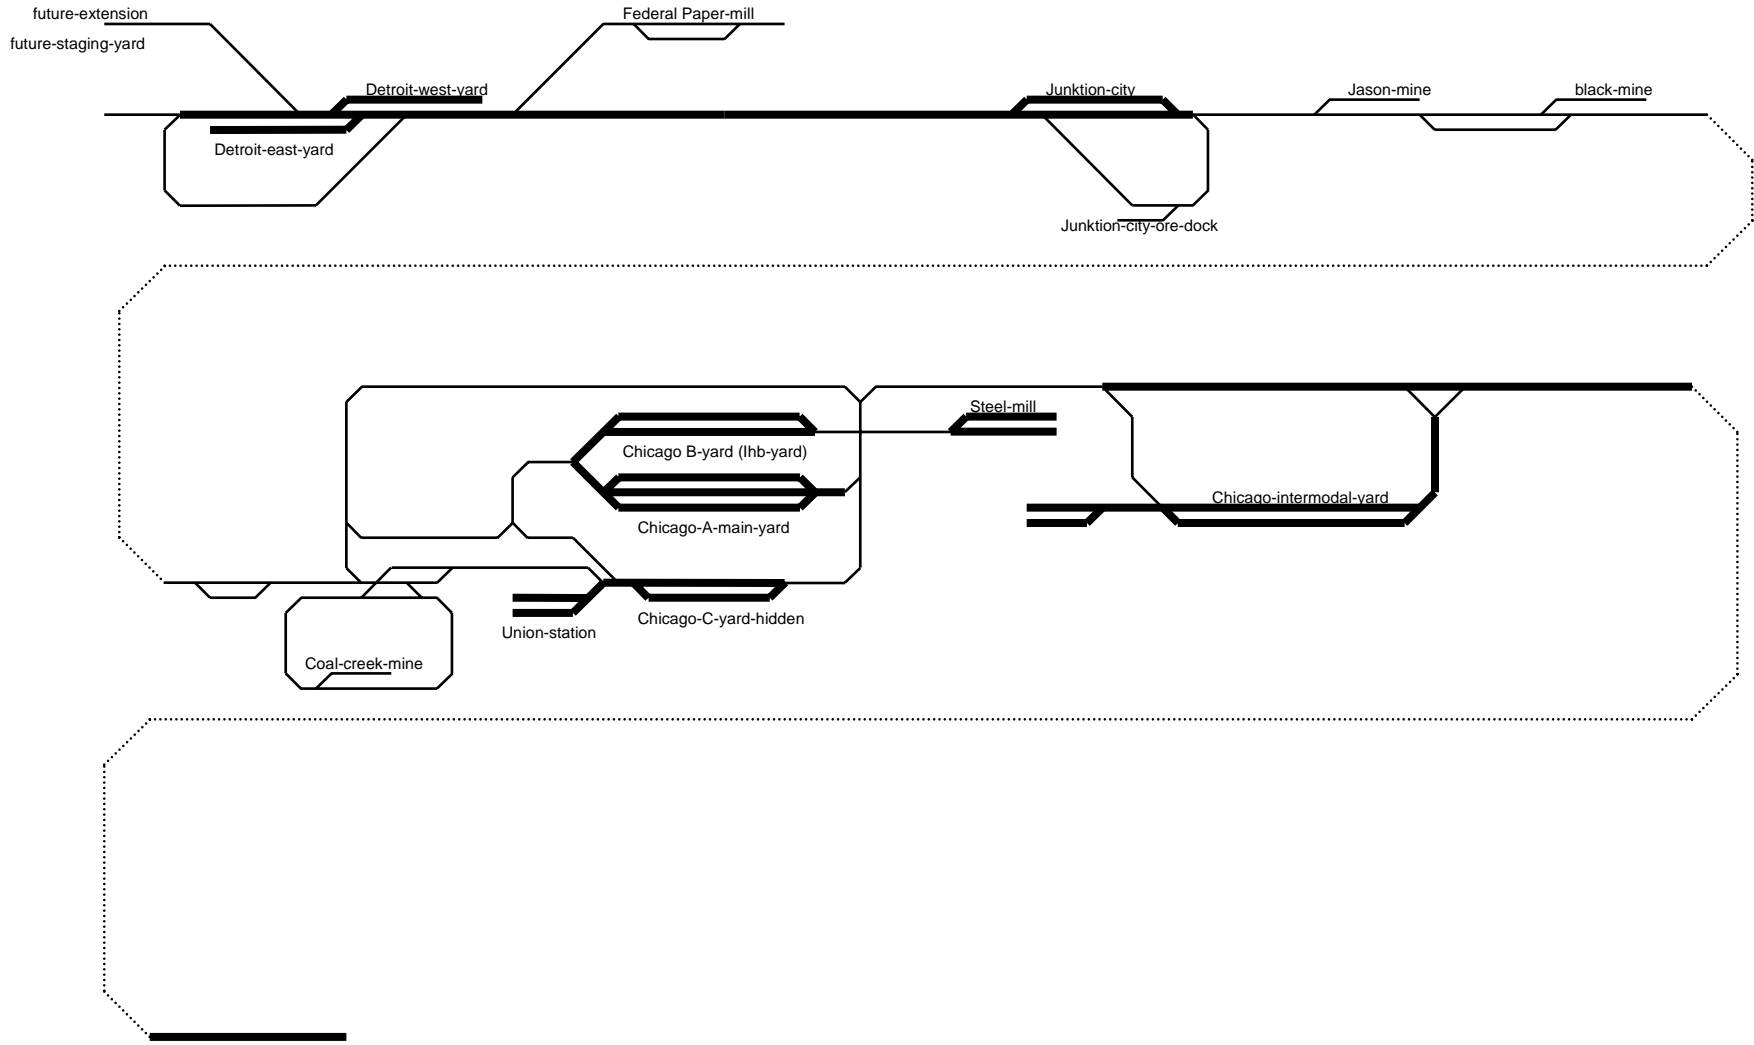 future-extension
Federal Paper-mill
future-staging-yard
Detroit-west-yard
Junktion-city
Jason-mine
black-mine
Detroit-east-yard
Junktion-city-ore-dock
Steel-mill
Chicago B-yard (Ihb-yard)
Chicago-intermodal-yard
Chicago-A-main-yard
Chicago-C-yard-hidden
Union-station
Coal-creek-mine